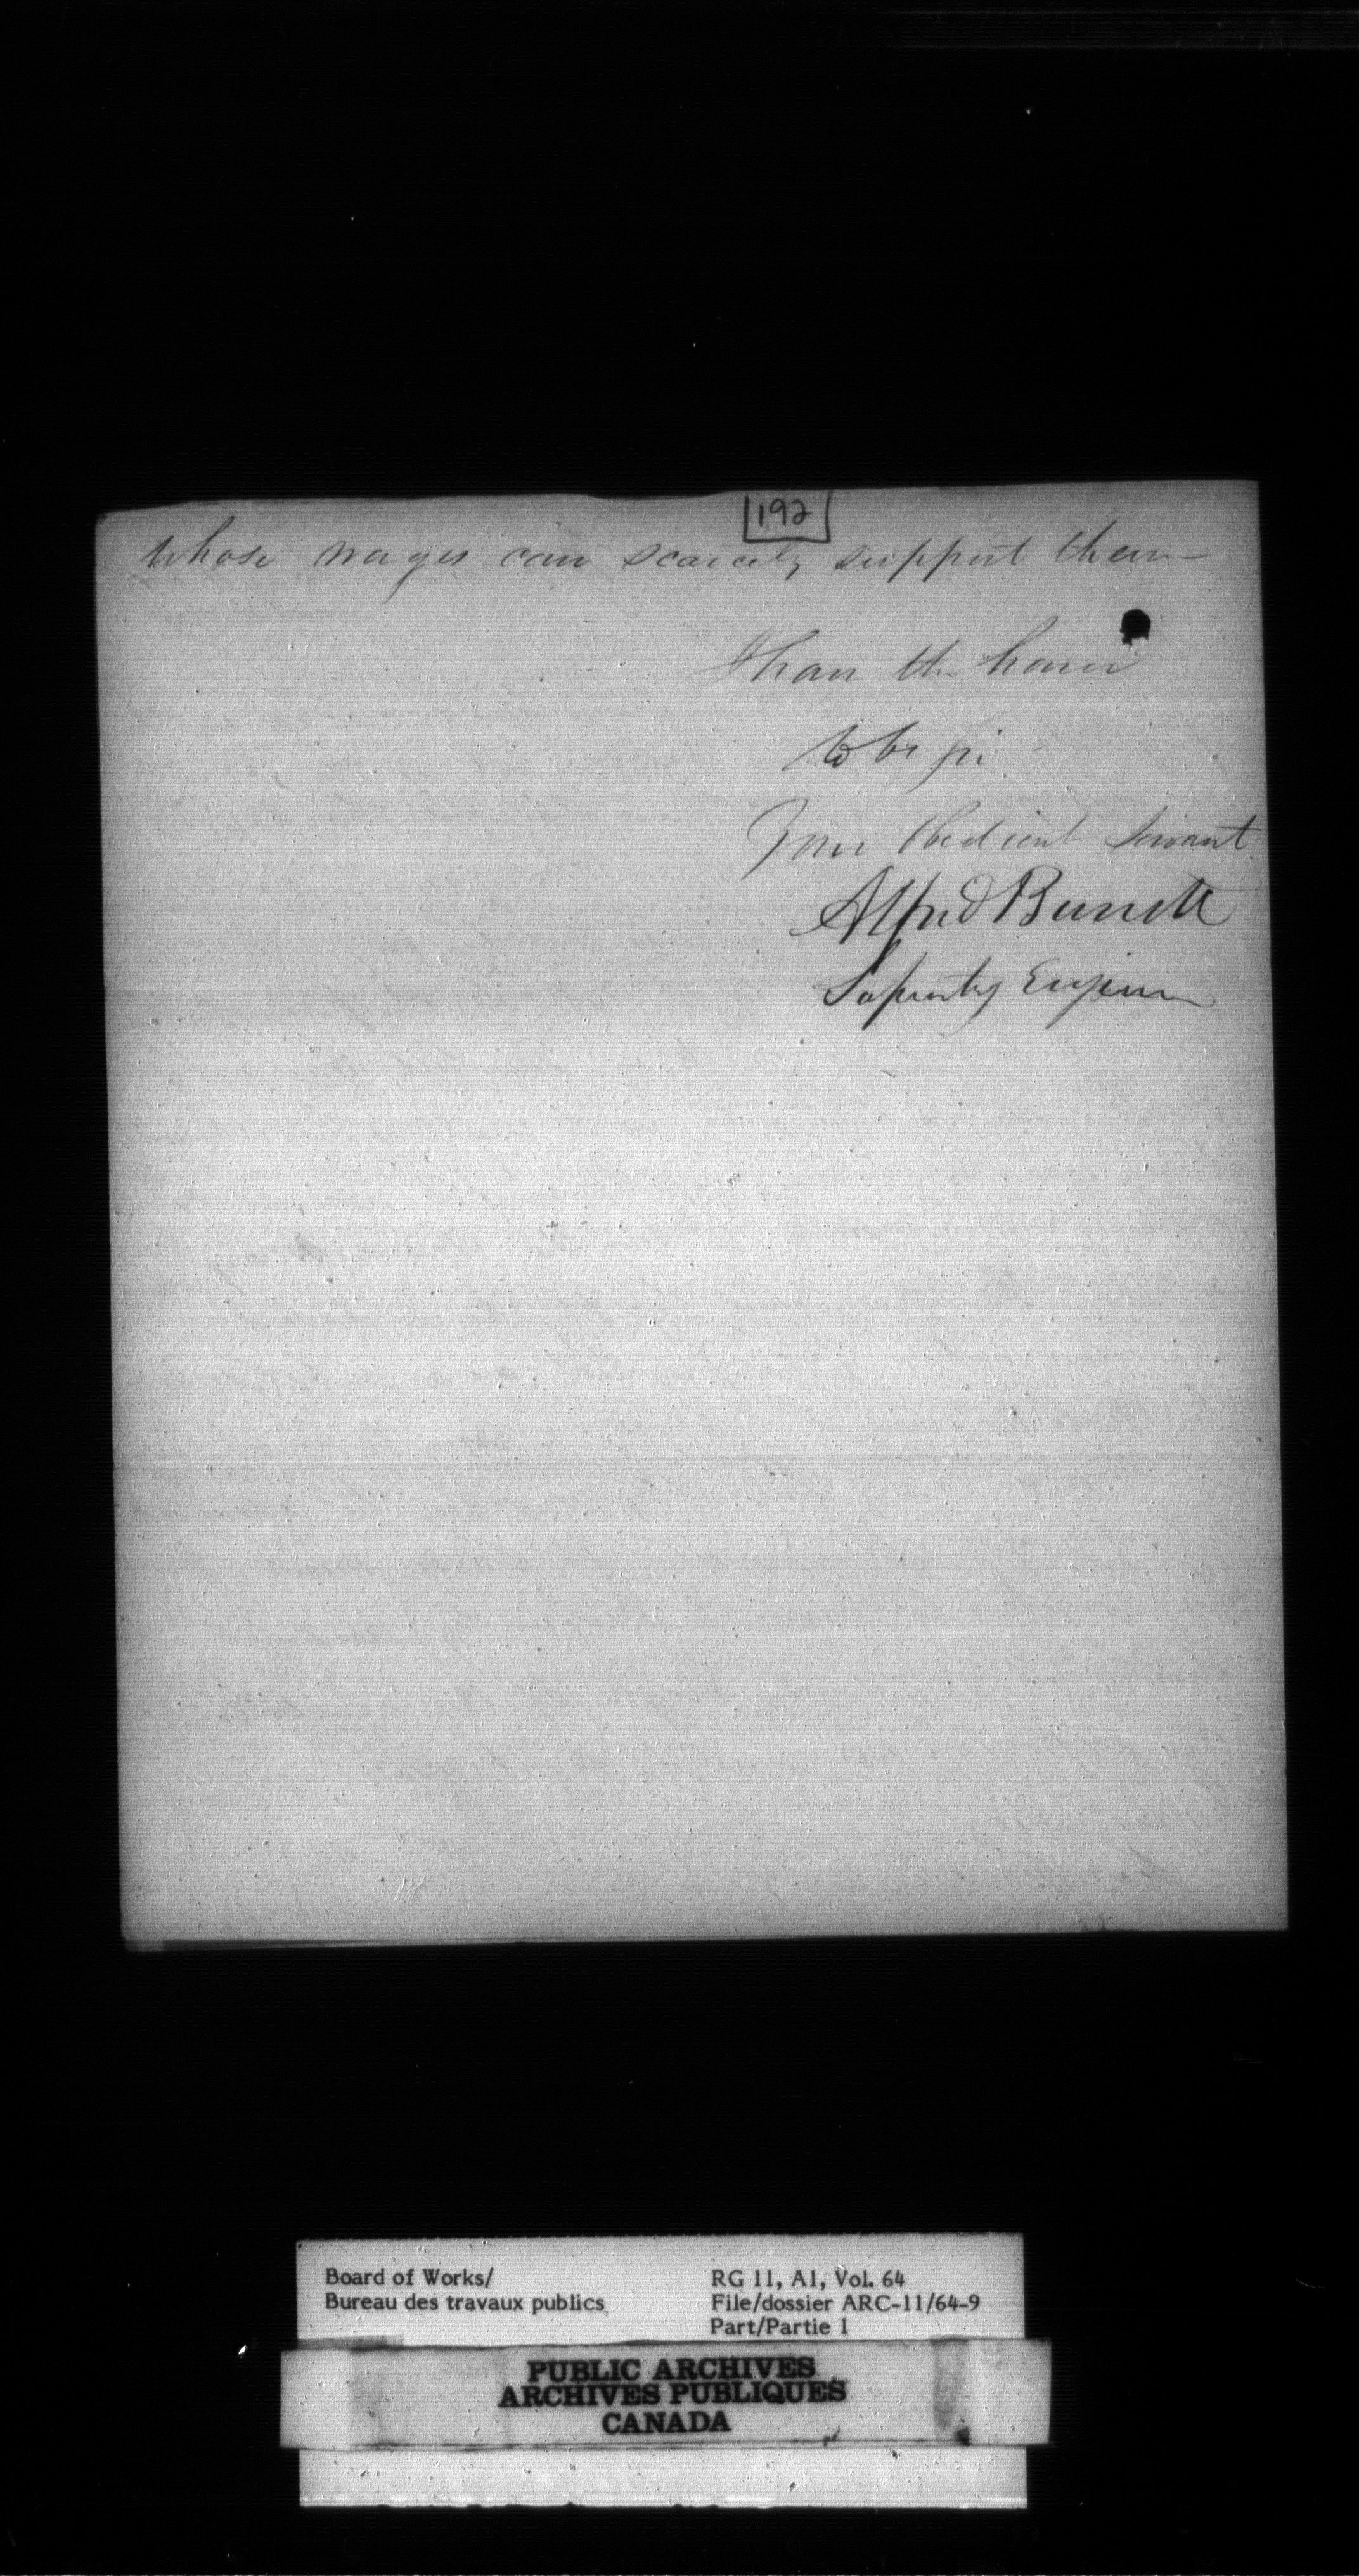 192
whose wages can scarcely support them—
I have the honor
to be Sir
Your Obedient Servant
Alfred Barrett
Suptntg Engineer
Board of Works/
Bureau des travaux publics
RG 11, A1, Vol. 64
File/dossier ARC-11/64-9
Part/Partie 1
PUBLIC ARCHIVES
ARCHIVES PUBLIQUES
CANADA